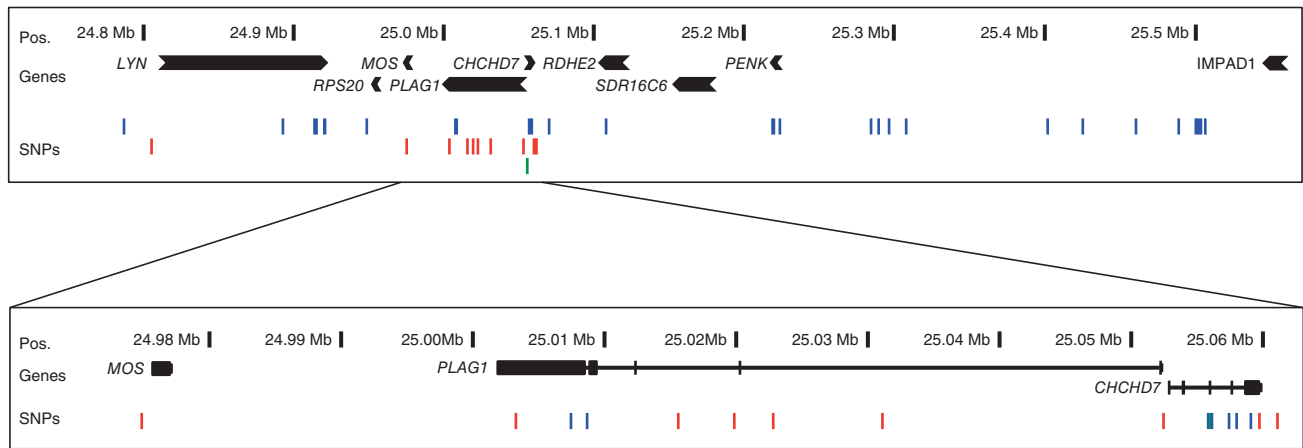 Pos. 24.8 Mb 24.9 Mb 25.0 Mb 25.1 Mb 25.2 Mb 25.3 Mb 25.4 Mb 25.5 Mb
LYN MOS CHCHD7 RDHE2 PENK IMPAD1
Genes
RPS20 PLAG1 SDR16C6
SNPs
Pos. 24.98 Mb 24.99 Mb 25.00Mb 25.01 Mb 25.02Mb 25.03 Mb 25.04 Mb 25.05 Mb 25.06 Mb
Genes MOS PLAG1
CHCHD7
SNPs